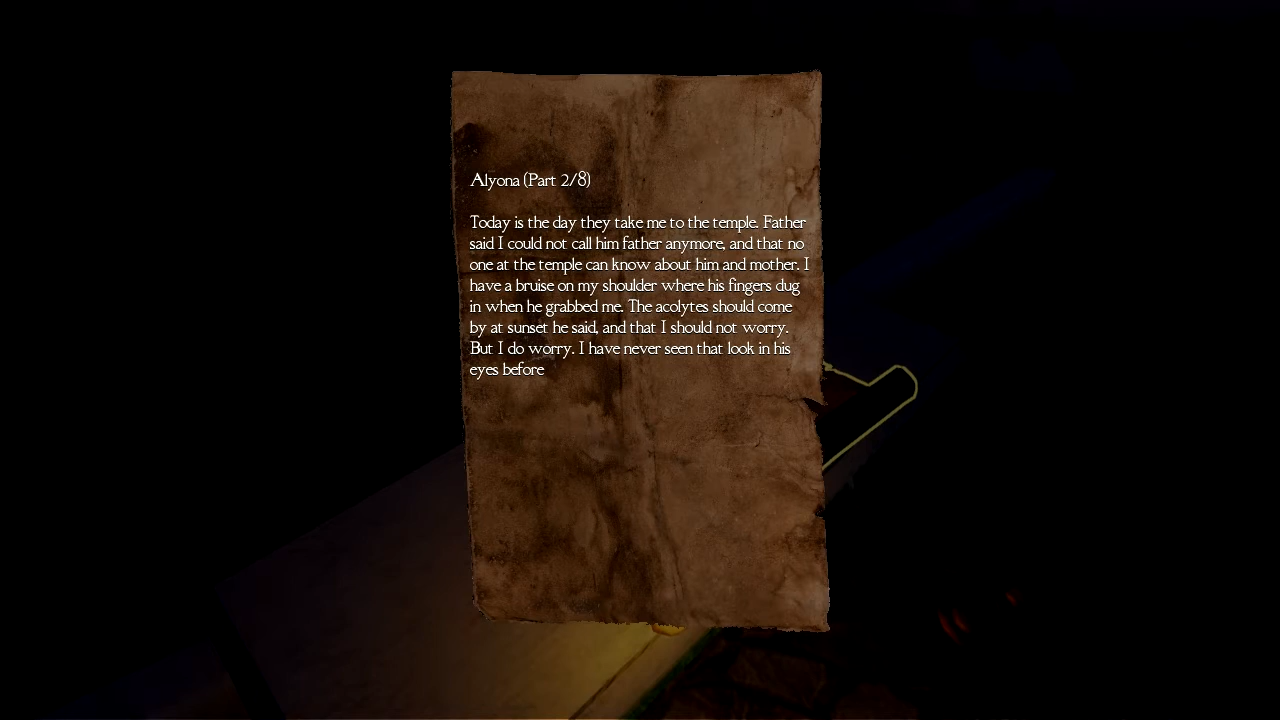 Alyona (Part 2/8)
Today is the day they take me to the temple. Father
said I could not call him father anymore, and that no
one at the temple can know about him and mother. I
have a bruise on my shoulder where his fingers dug
in when he grabbed me. The acolytes should come
by at sunset he said, and that I should not worry.
But I do worry. I have never seen that look in his
eyes before